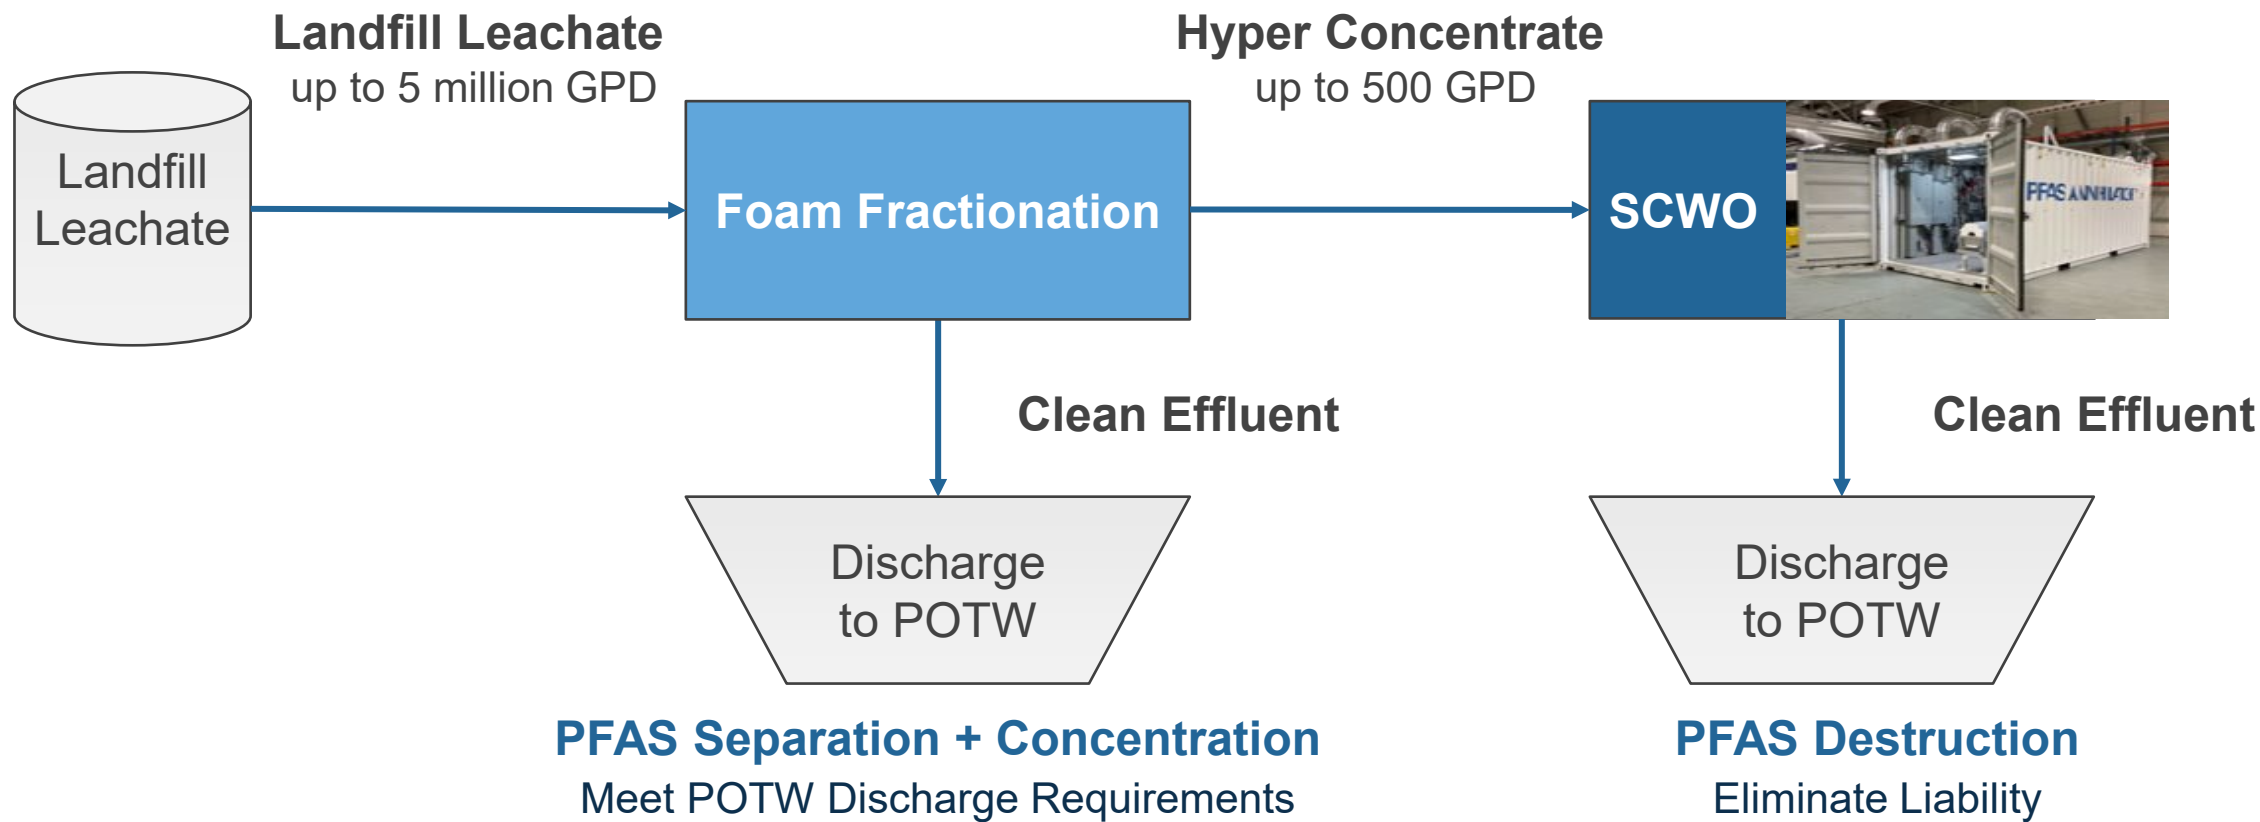 Landfill Leachate
up to 5 million GPD
Hyper Concentrate
up to 500 GPD
Landfill
Leachate
Foam Fractionation
SCWO
PFAS ANNIHILATOR
Clean Effluent
Clean Effluent
Discharge
to POTW
Discharge
to POTW
PFAS Separation + Concentration
Meet POTW Discharge Requirements
PFAS Destruction
Eliminate Liability